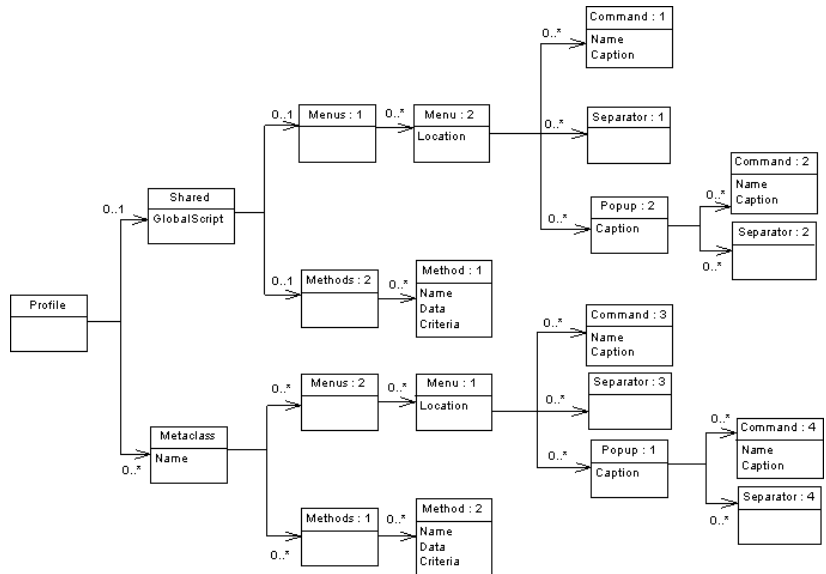 Command : 1
0..*
Name
Caption
Menus : 1
0..1
0..*
Menu : 2
Location
0..*
Separator : 1
Command : 2
0..*
Name
Caption
Shared
0..1
GlobalScript
0..*
Popup : 2
Caption
Separator : 2
0..*
0..1
Methods : 2
0..*
Method : 1
Name
Data
Criteria
Profile
Command : 3
0..*
Name
Caption
0..*
Menus : 2
0..*
Menu : 1
Location
0..*
Separator : 3
0..*
Command : 4
Name
Caption
Metaclass
Name
0..*
0..*
Popup : 1
Caption
Separator : 4
0..*
Methods : 1
0..*
0..*
Method : 2
Name
Data
Criteria